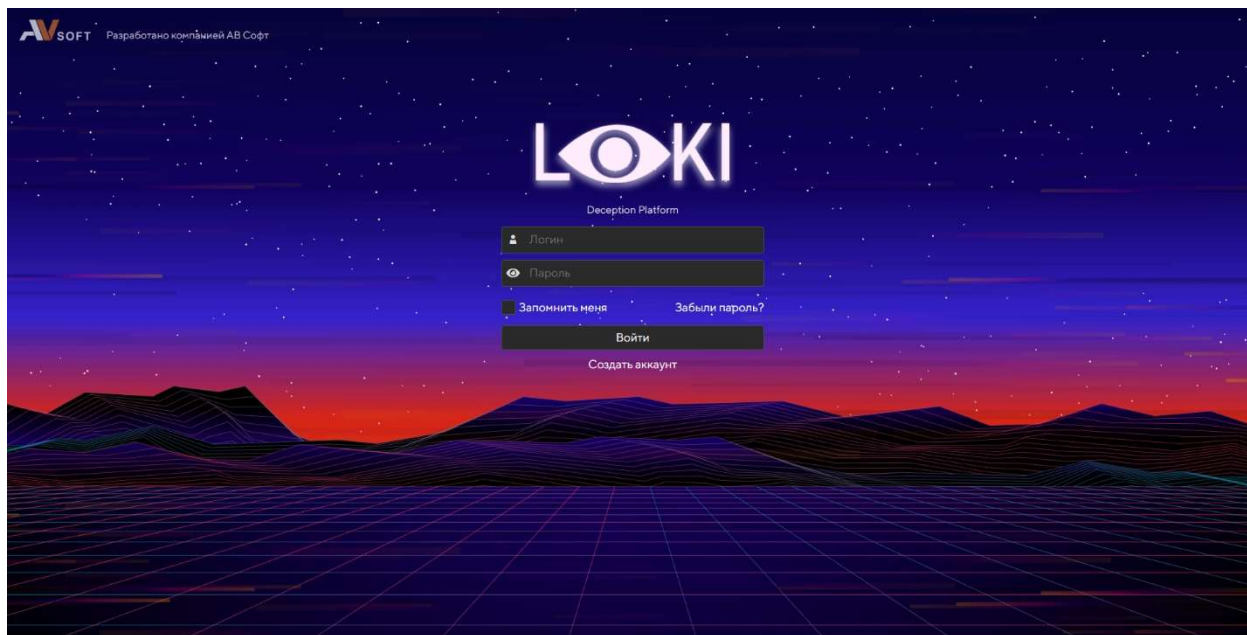 AVSOFT Разработано компанией АВ Софт
LOKI
Deception Platform
Логин
Пароль
Запомнить меня Забыли пароль?
Войти
Создать аккаунт